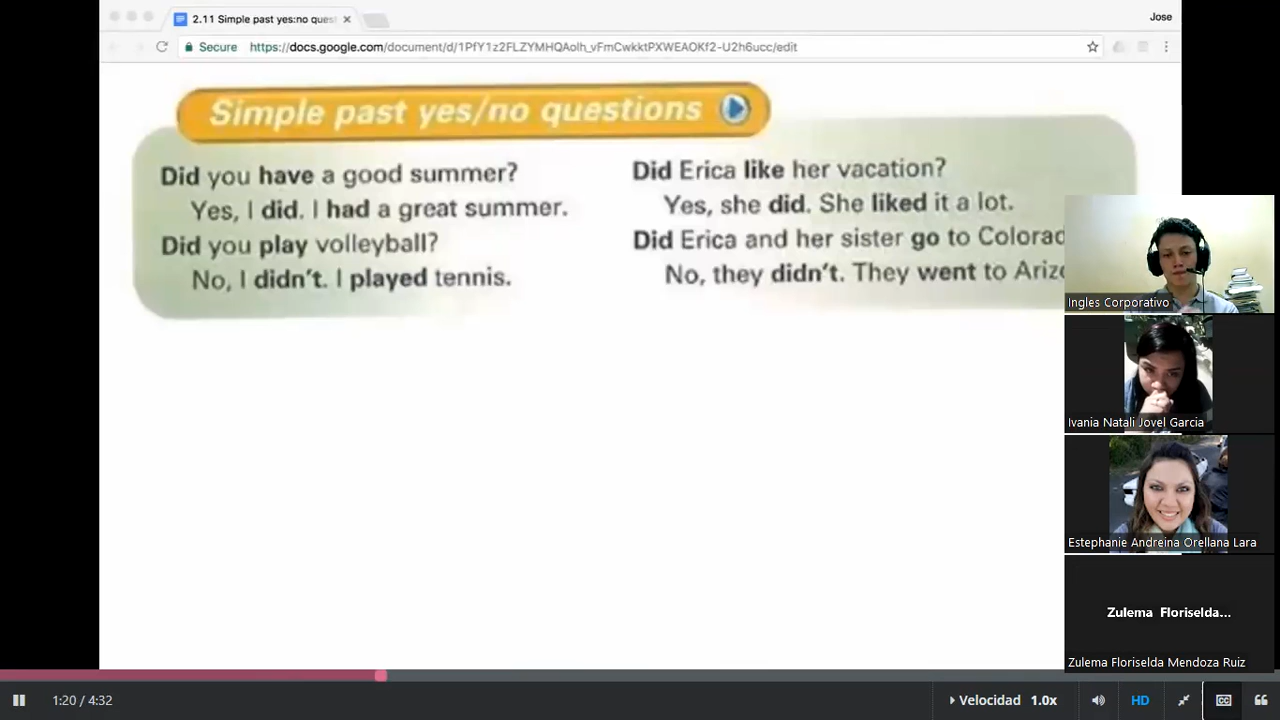 2.11 Simple past yes:no ques
Jose
Secure https://docs.google.com/document/d/1PfY1z2FLZYMHQAolh_vFmCwkktPXWEAOKf2-U2h6ucc/edit
Simple past yes/no questions
Did you have a good summer?
Yes, I did. I had a great summer.
Did you play volleyball?
No, I didn't. I played tennis.
Did Erica like her vacation?
Yes, she did. She liked it a lot.
Did Erica and her sister go to Colorad
No, they didn't. They went to Arizo
Ingles Corporativo
Ivania Natali Jovel Garcia
Estephanie Andreina Orellana Lara
Zulema Floriselda...
Zulema Floriselda Mendoza Ruiz
1:20 / 4:32
Velocidad 1.0x
HD
CC